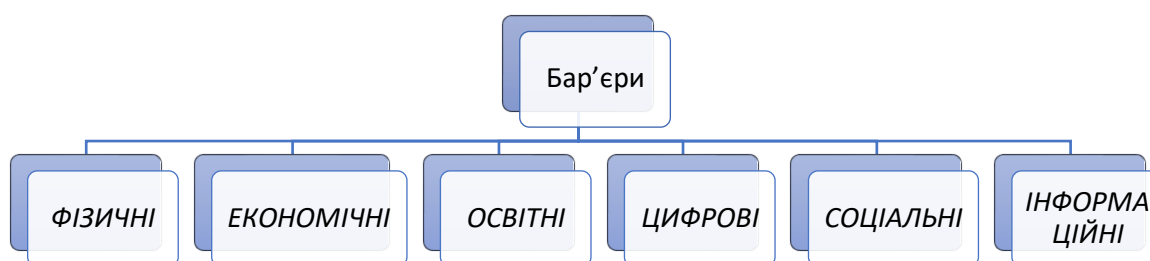 Бар’єри
ФІЗИЧНІ
ЕКОНОМІЧНІ
ОСВІТНІ
ЦИФРОВІ
СОЦІАЛЬНІ
ІНФОРМА
ЦІЙНІ